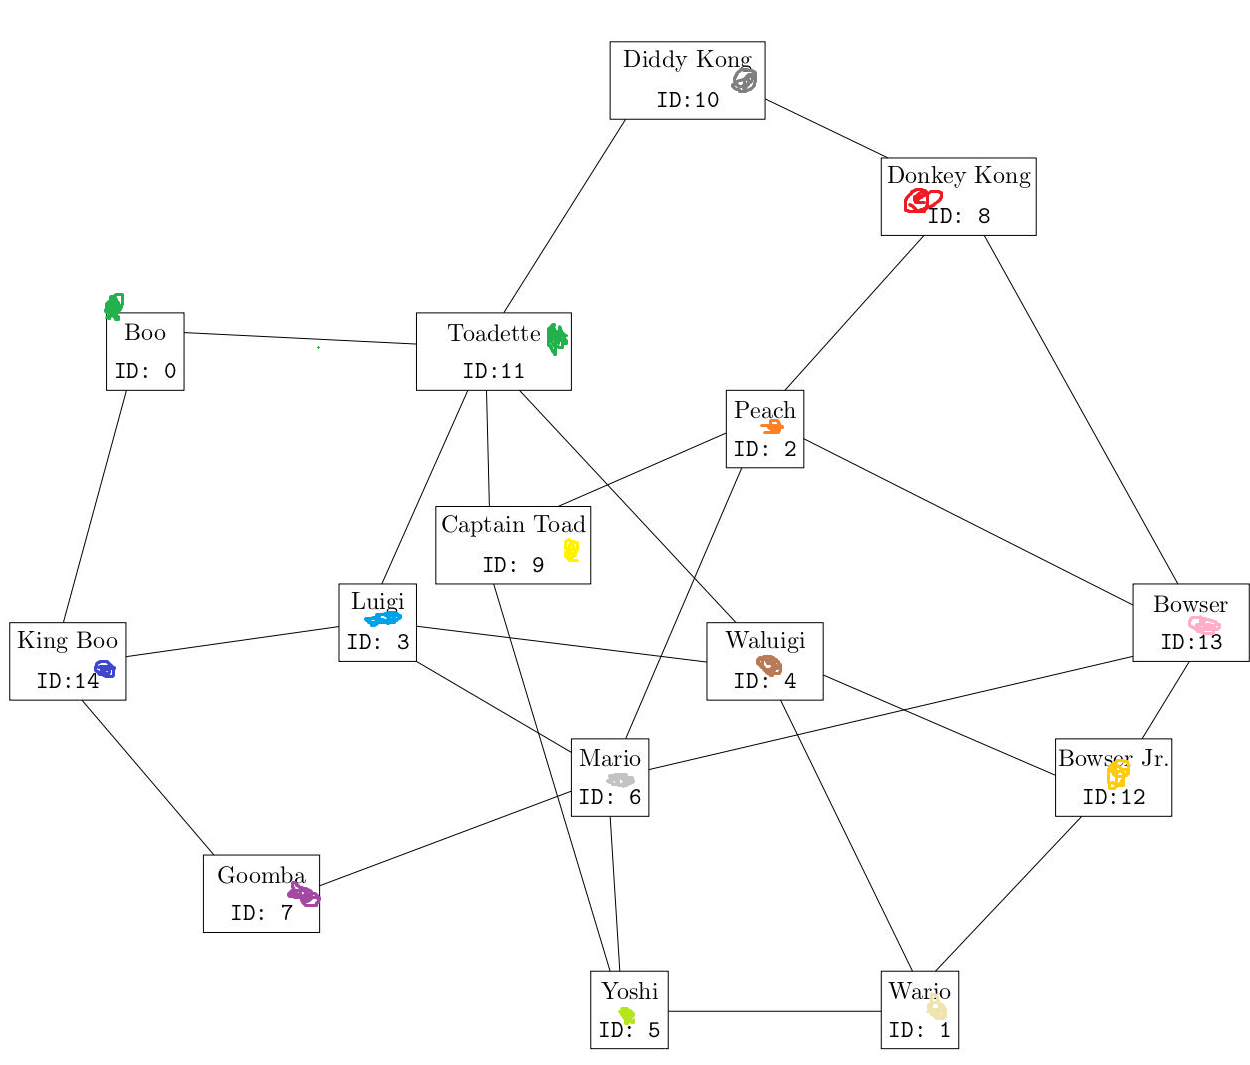 Diddy Kong
ID:10
Donkey Kong
ID: 8
Boo
ID: 0
Toadette
ID:11
Peach
ID: 2
Captain Toad
ID: 9
Luigi
ID: 3
King Boo
ID:14
Waluigi
ID: 4
Bowser
ID:13
Mario
ID: 6
Bowser Jr.
ID:12
Goomba
ID: 7
Yoshi
ID: 5
Wario
ID: 1